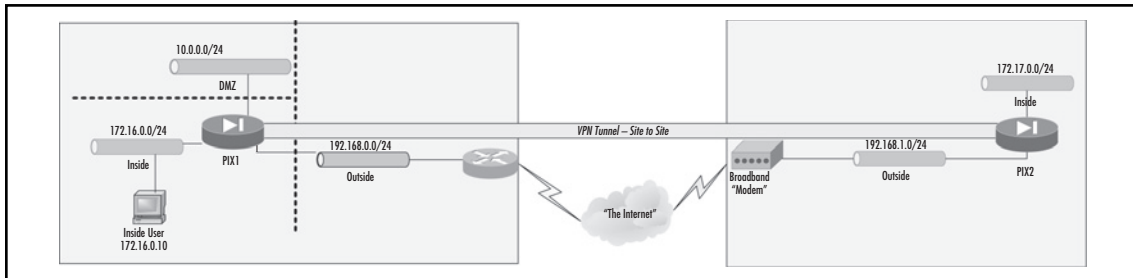 10.0.0.0/24
DMZ
172.16.0.0/24
Inside
PIX1
192.168.0.0/24
Outside
Inside User
172.16.0.10
VPN Tunnel – Site to Site
"The Internet"
172.17.0.0/24
Inside
Broadband
"Modem"
192.168.1.0/24
Outside
PIX2